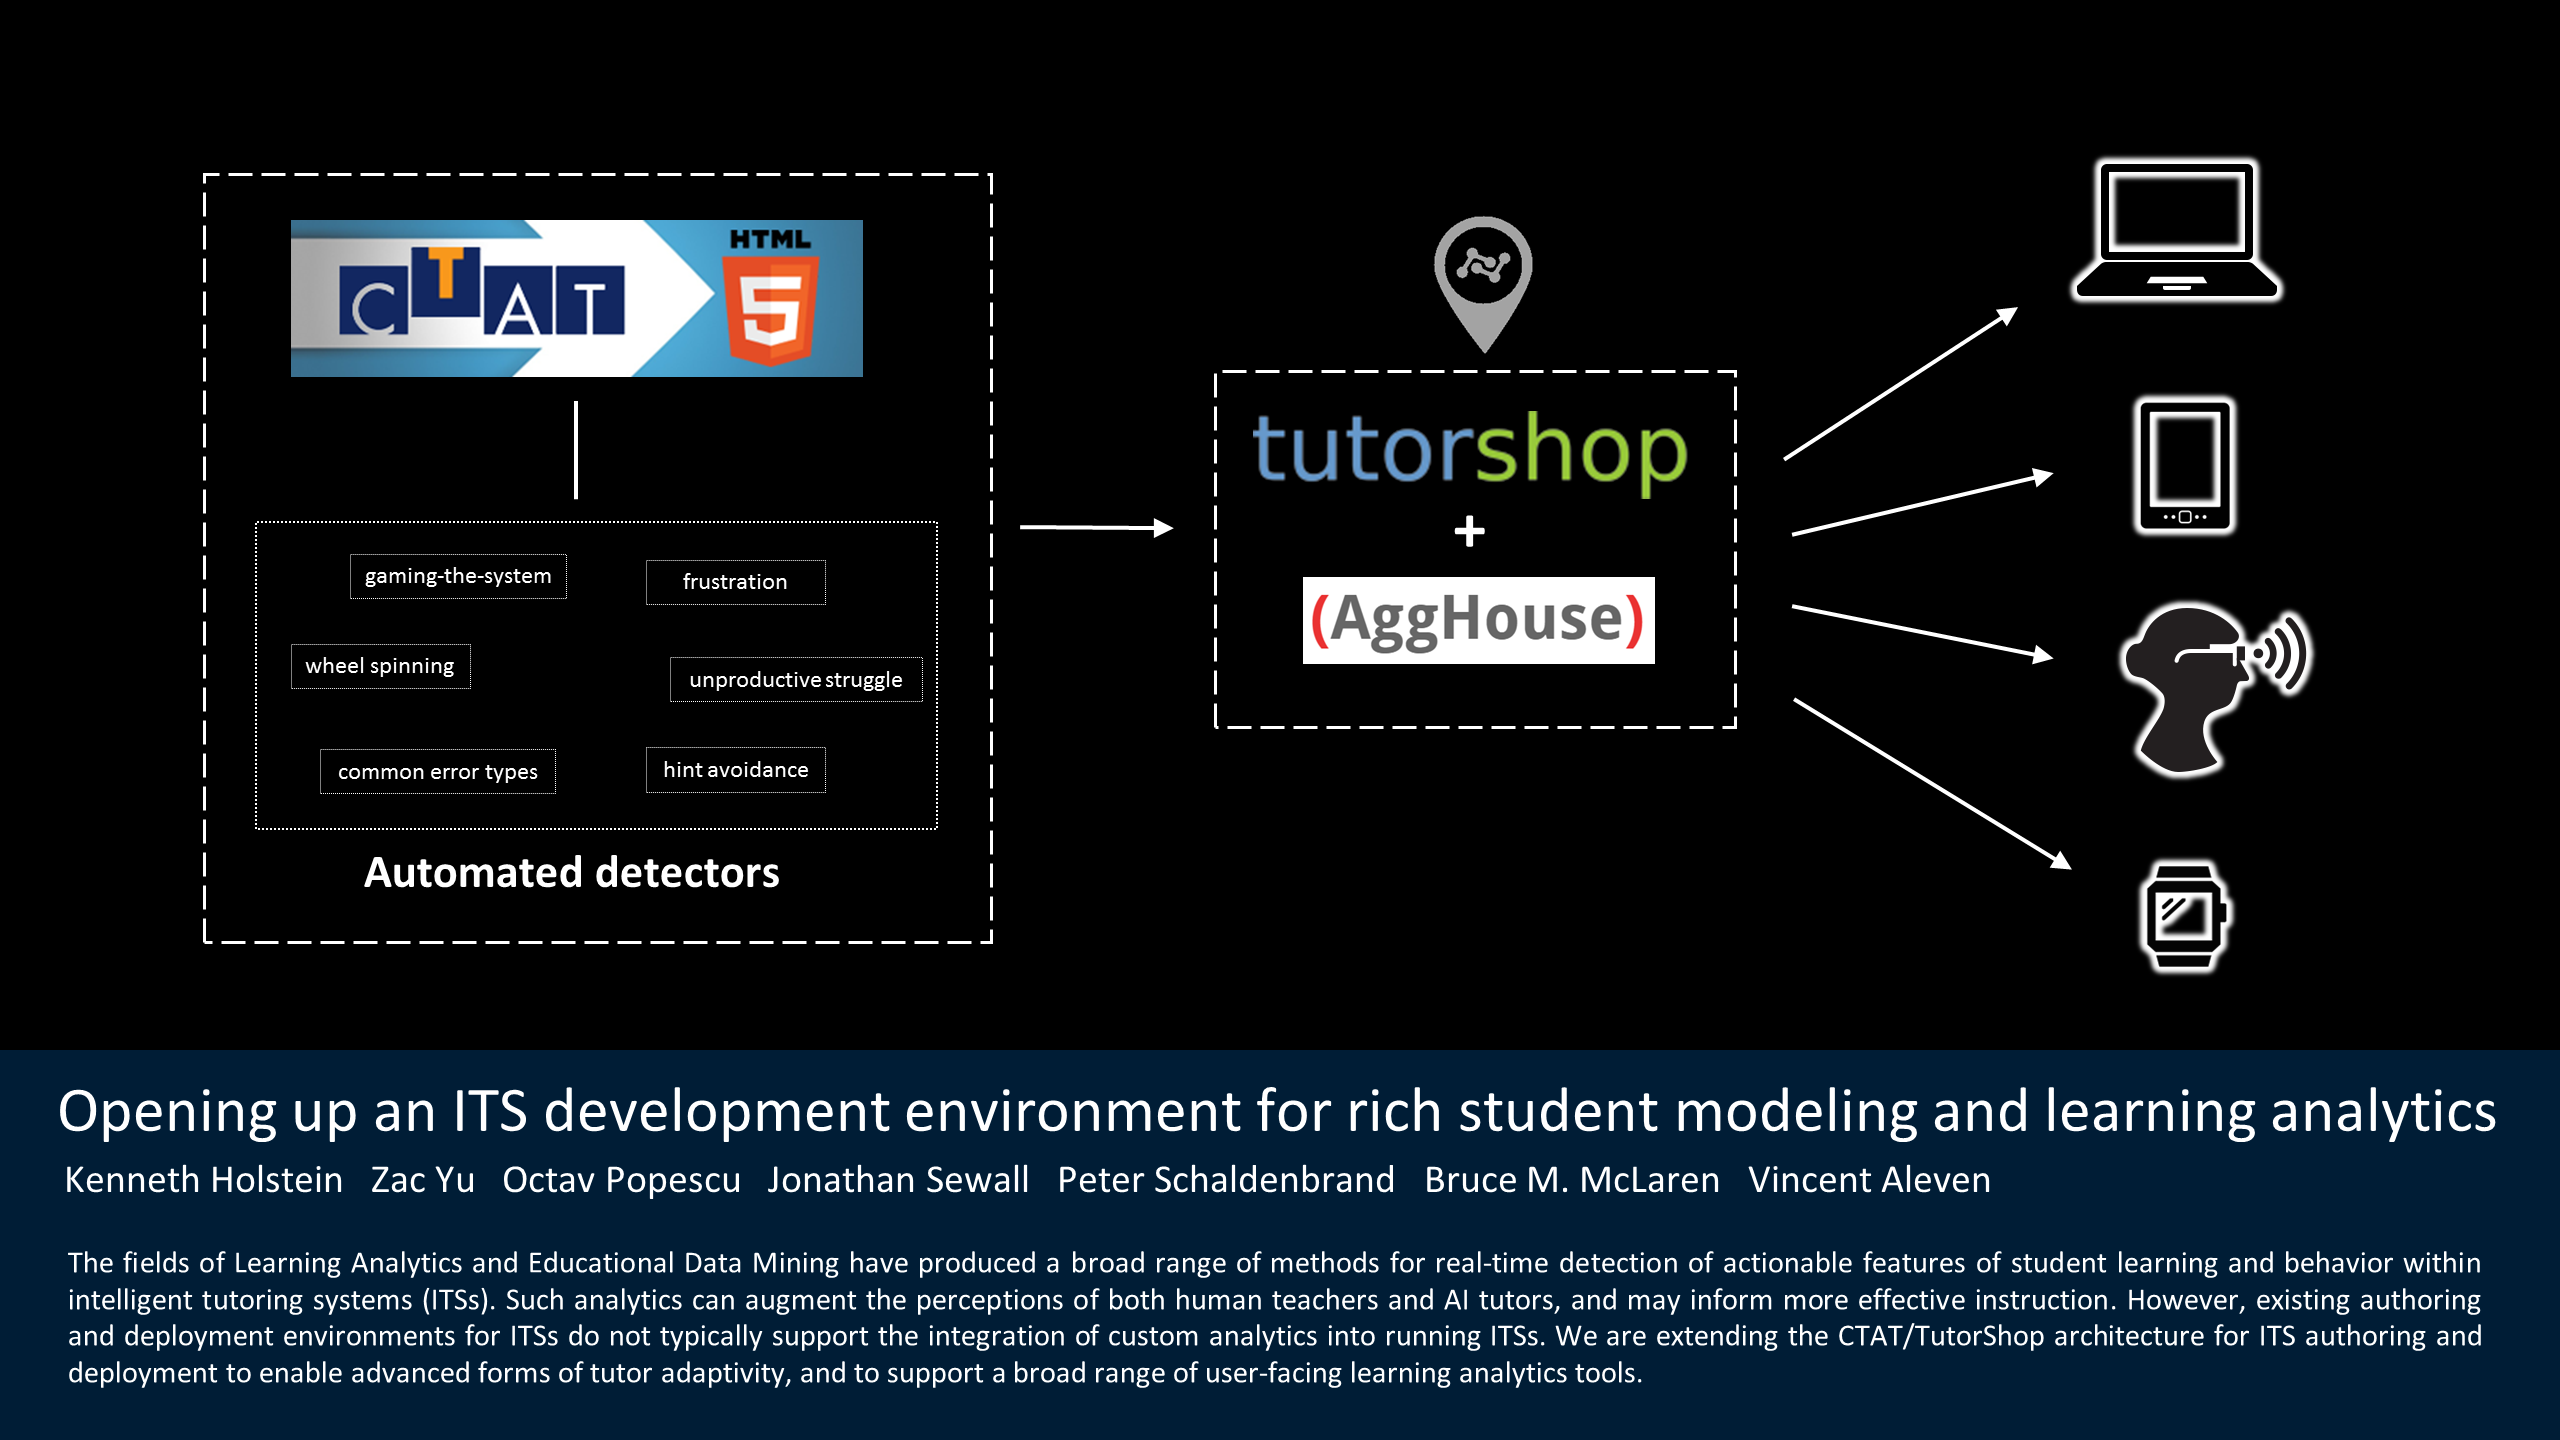 CTAT
HTML
5
gaming-the-system
frustration
wheel spinning
unproductive struggle
common error types
hint avoidance
Automated detectors
tutorshop
+
(AggHouse)
Opening up an ITS development environment for rich student modeling and learning analytics
Kenneth Holstein Zac Yu Octav Popescu Jonathan Sewall Peter Schaldenbrand Bruce M. McLaren Vincent Aleven
The fields of Learning Analytics and Educational Data Mining have produced a broad range of methods for real-time detection of actionable features of student learning and behavior within
intelligent tutoring systems (ITSs). Such analytics can augment the perceptions of both human teachers and AI tutors, and may inform more effective instruction. However, existing authoring
and deployment environments for ITSs do not typically support the integration of custom analytics into running ITSs. We are extending the CTAT/TutorShop architecture for ITS authoring and
deployment to enable advanced forms of tutor adaptivity, and to support a broad range of user-facing learning analytics tools.